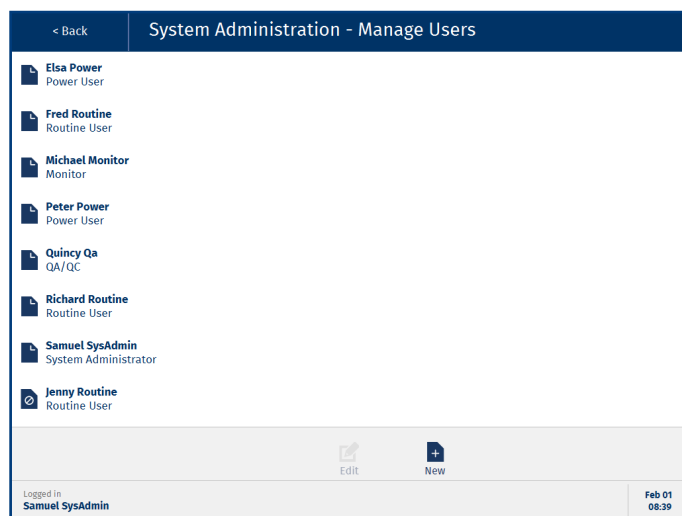 < Back
System Administration - Manage Users
Elsa Power
Power User
Fred Routine
Routine User
Michael Monitor
Monitor
Peter Power
Power User
Quincy Qa
QA/QC
Richard Routine
Routine User
Samuel SysAdmin
System Administrator
Jenny Routine
Routine User
Edit
New
Logged in
Samuel SysAdmin
Feb 01
08:39